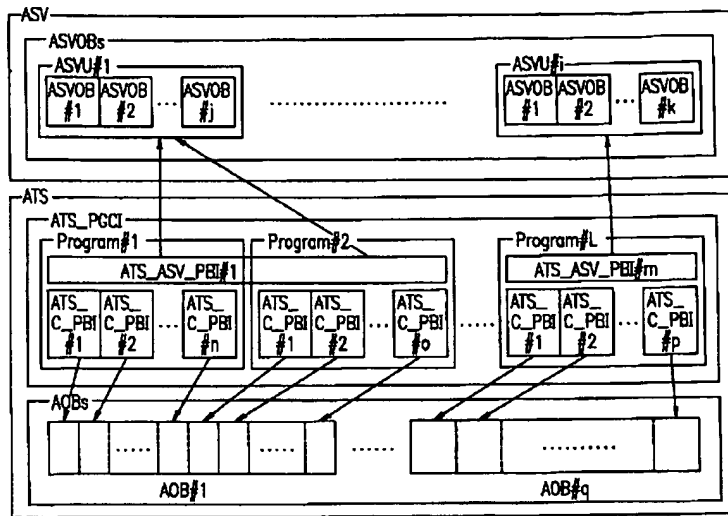 ASV
ASVOBs
ASVU#1
ASVU#i
ASVOB #1
ASVOB #2
ASVOB #j
ASVOB #1
ASVOB #2
ASVOB #k
ATS
ATS_PGCI
Program#1
Program#2
Program#L
ATS_ASV_PBI#1
ATS_ASV_PBI#m
ATS_ C_PBI #1
ATS_ C_PBI #2
ATS_ C_PBI #n
ATS_ C_PBI #1
ATS_ C_PBI #2
ATS_ C_PBI #o
ATS_ C_PBI #1
ATS_ C_PBI #2
ATS_ C_PBI #p
AOBs
AOB#1
AOB#q